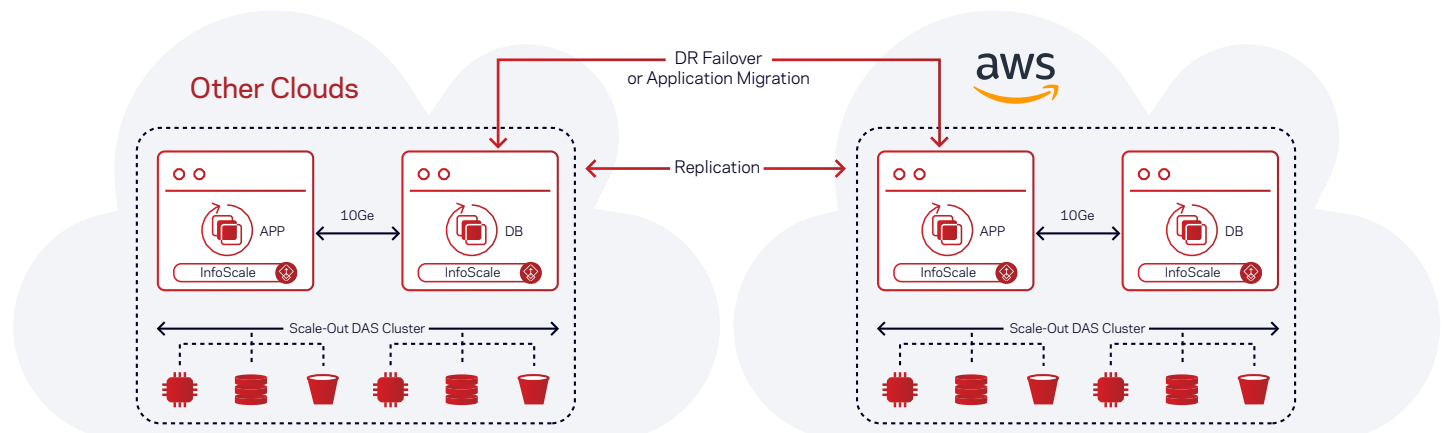 DR Failover
or Application Migration
Other Clouds
aws
Replication
10Ge
APP
DB
InfoScale
InfoScale
Scale-Out DAS Cluster
10Ge
APP
DB
InfoScale
InfoScale
Scale-Out DAS Cluster